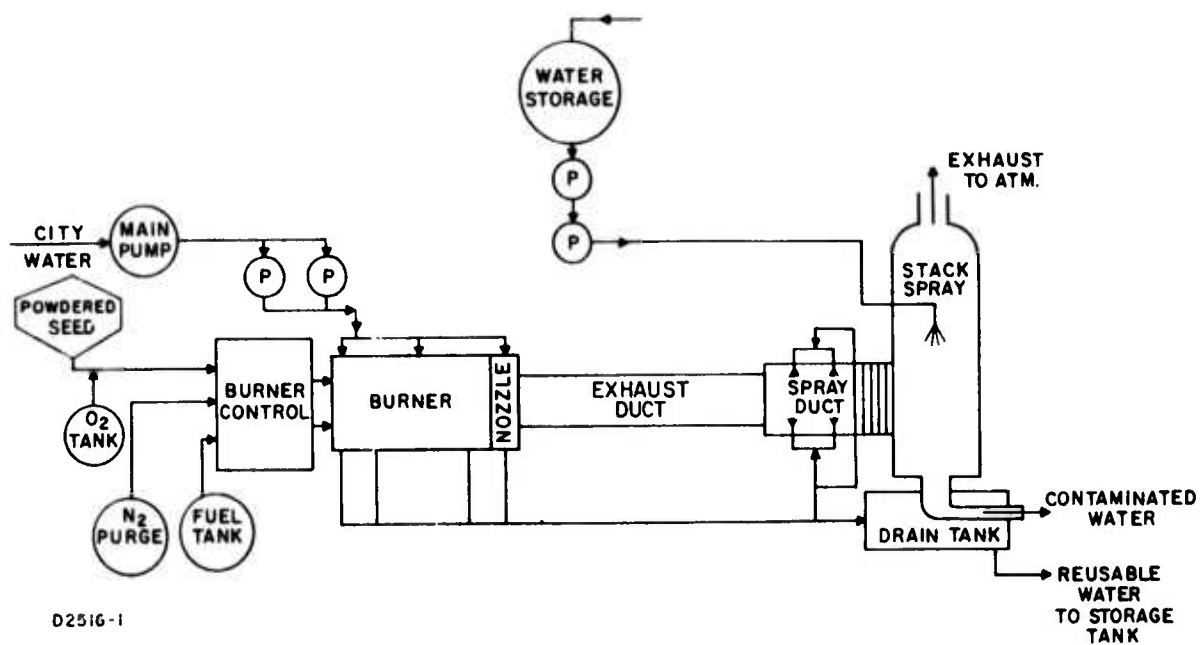 WATER
STORAGE
P
P
EXHAUST
TO ATM.
CITY
WATER
MAIN
PUMP
P
P
STACK
SPRAY
POWDERED
SEED
BURNER
CONTROL
BURNER
NOZZLE
EXHAUST
DUCT
SPRAY
DUCT
O2
TANK
N2
PURGE
FUEL
TANK
DRAIN TANK
CONTAMINATED
WATER
REUSABLE
WATER
TO STORAGE
TANK
D2516-1